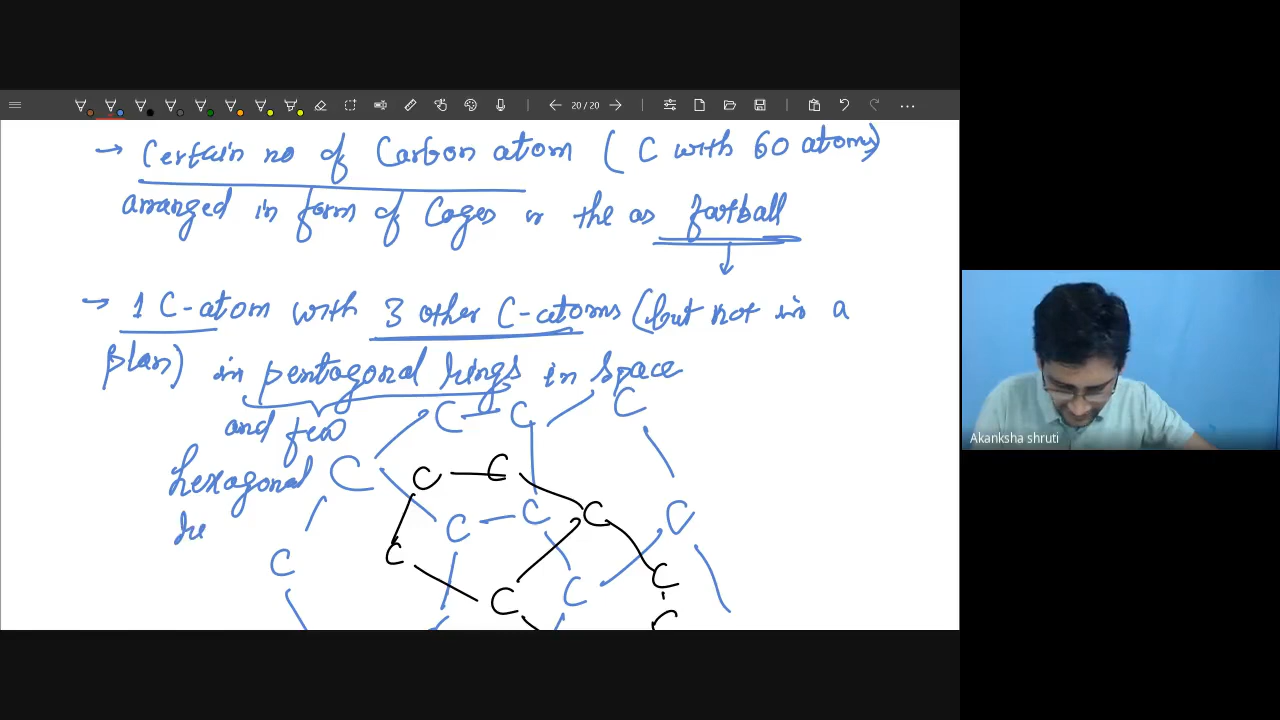 20/20
→ Certain no of Carbon atom ( C with 60 atoms)
arranged in form of Cages in the as football
→ 1 C-atom with 3 other C-atoms (but not in a
plan) in pentagonal rings in space
and few
hexagonal
C C C
C C C
C C C
C C
C C
C C
C
Akanksha shruti